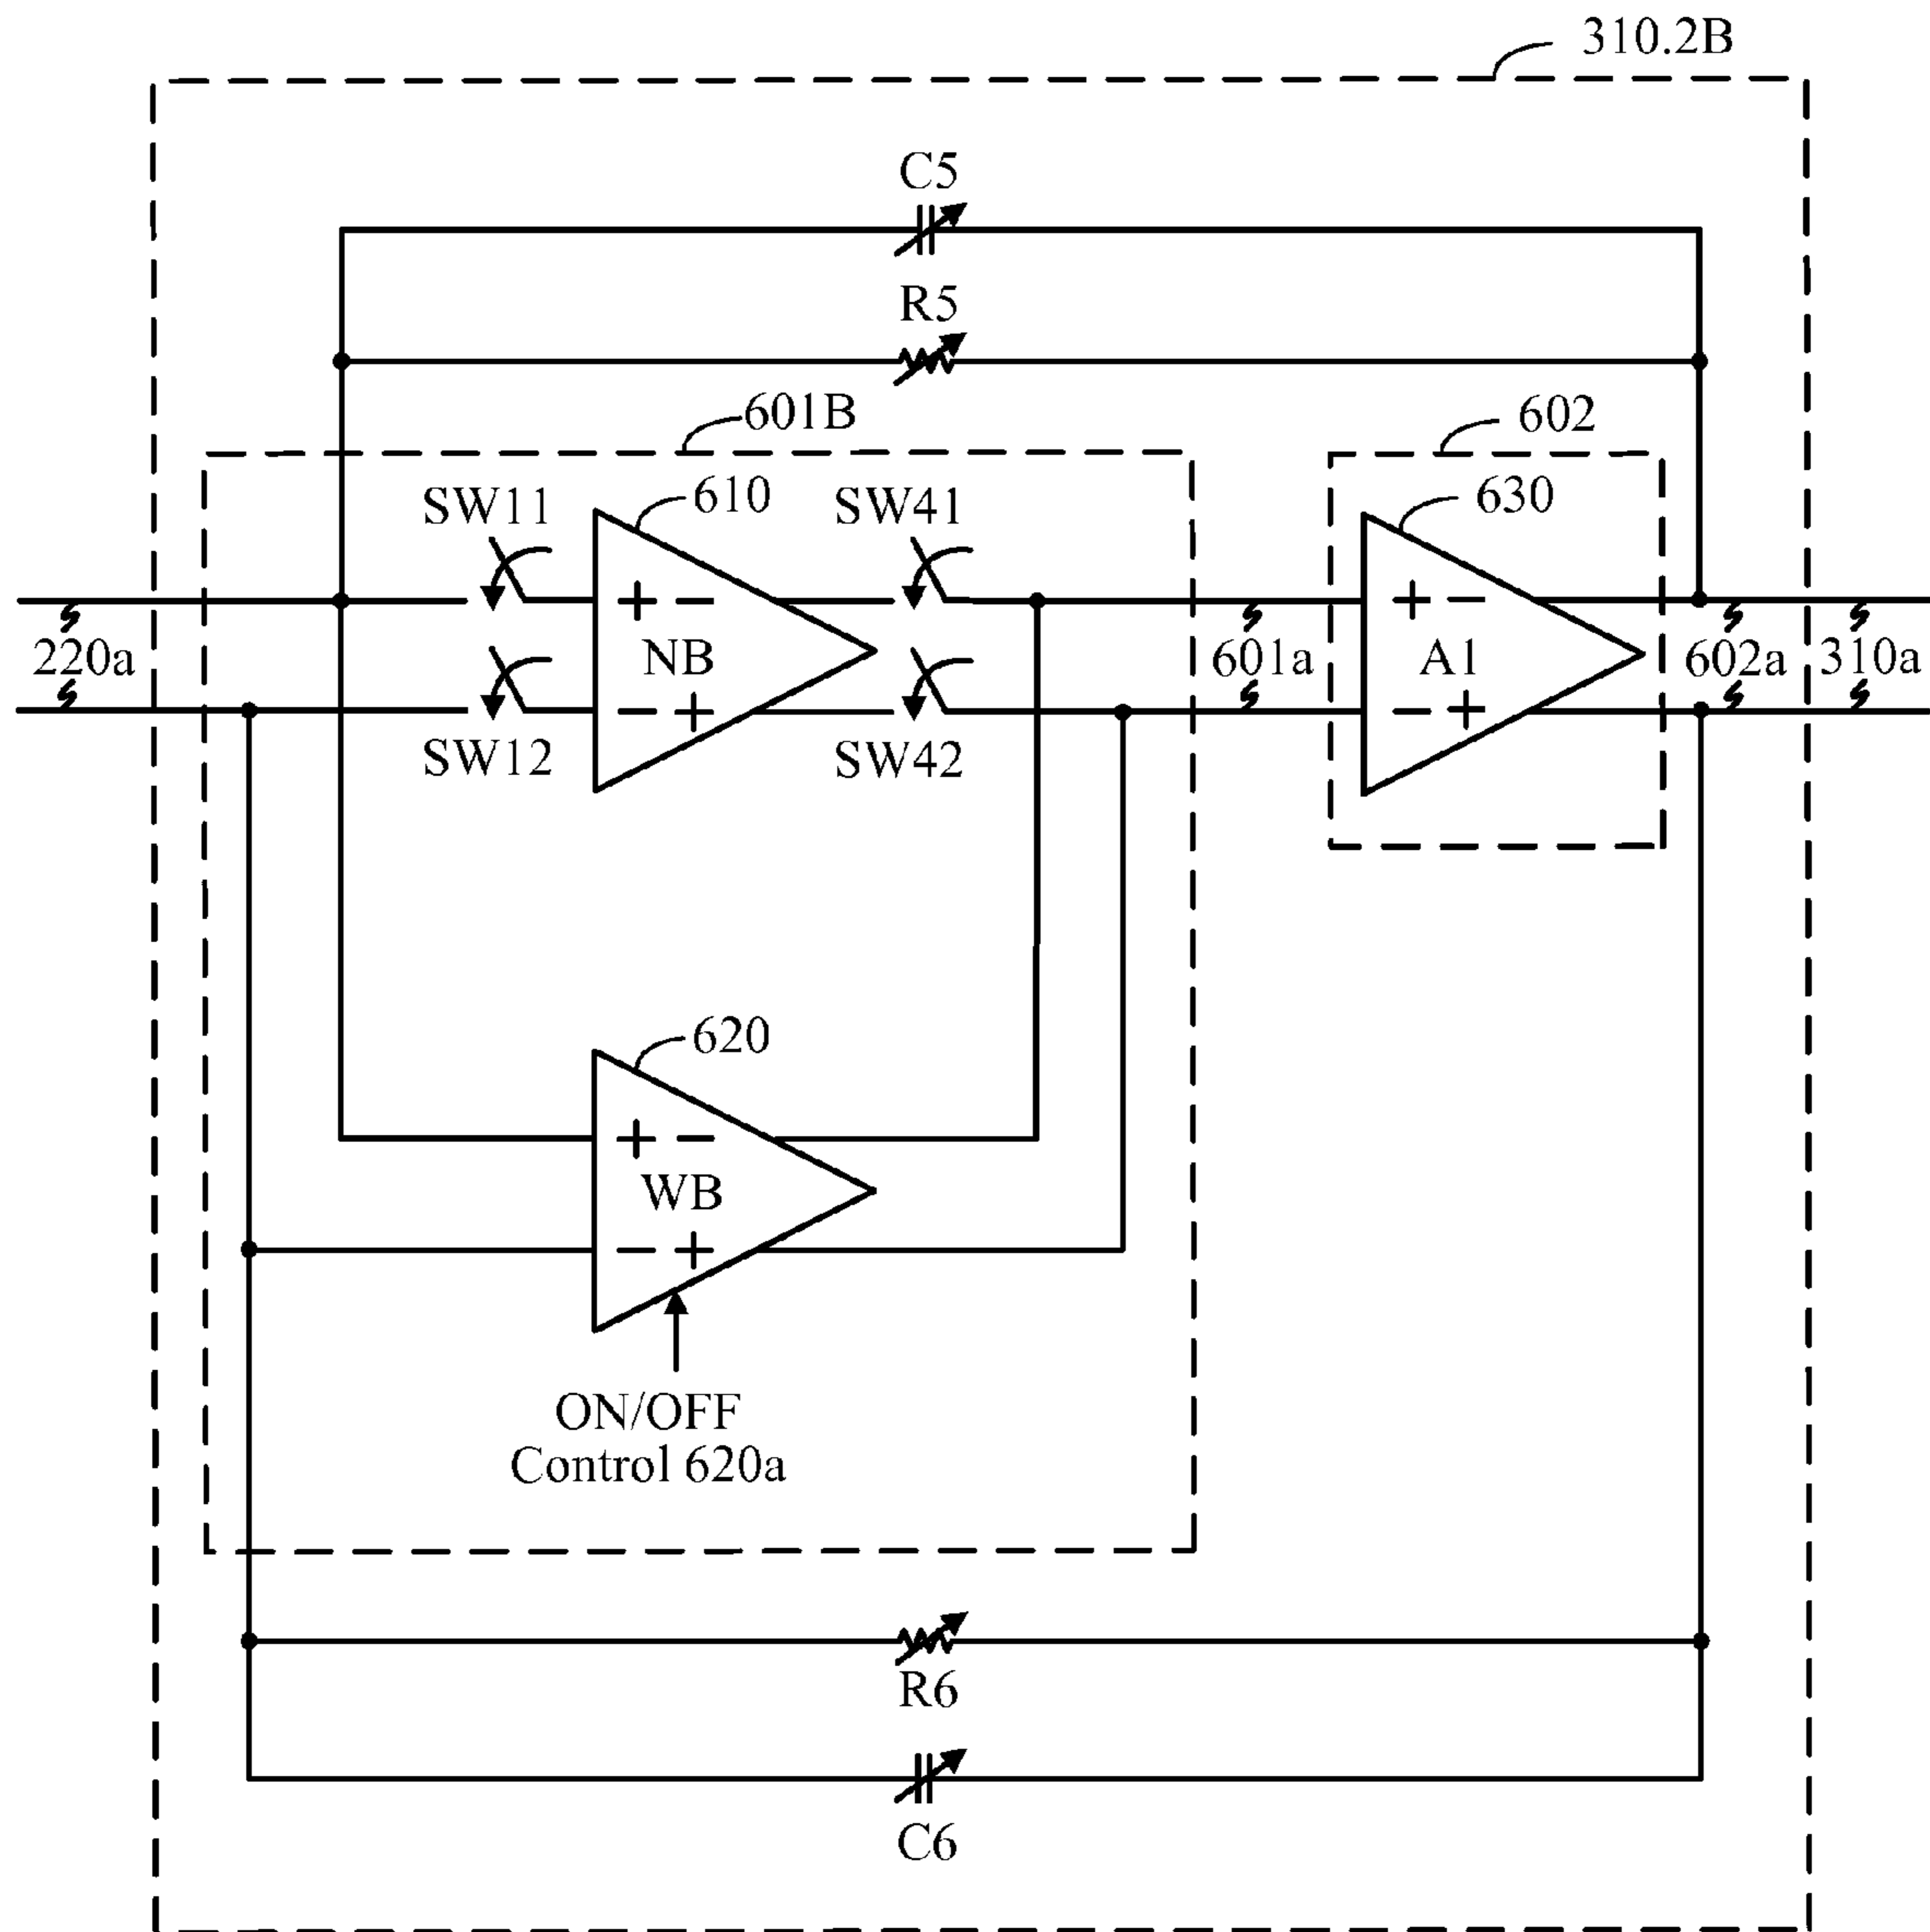 310.2B
C5
R5
601B
602
SW11
610
SW41
630
+ -
+ -
+ -
220a
NB
601a
A1
602a
310a
- +
- +
- +
SW12
SW42
620
+ -
WB
- +
ON/OFF
Control 620a
R6
C6